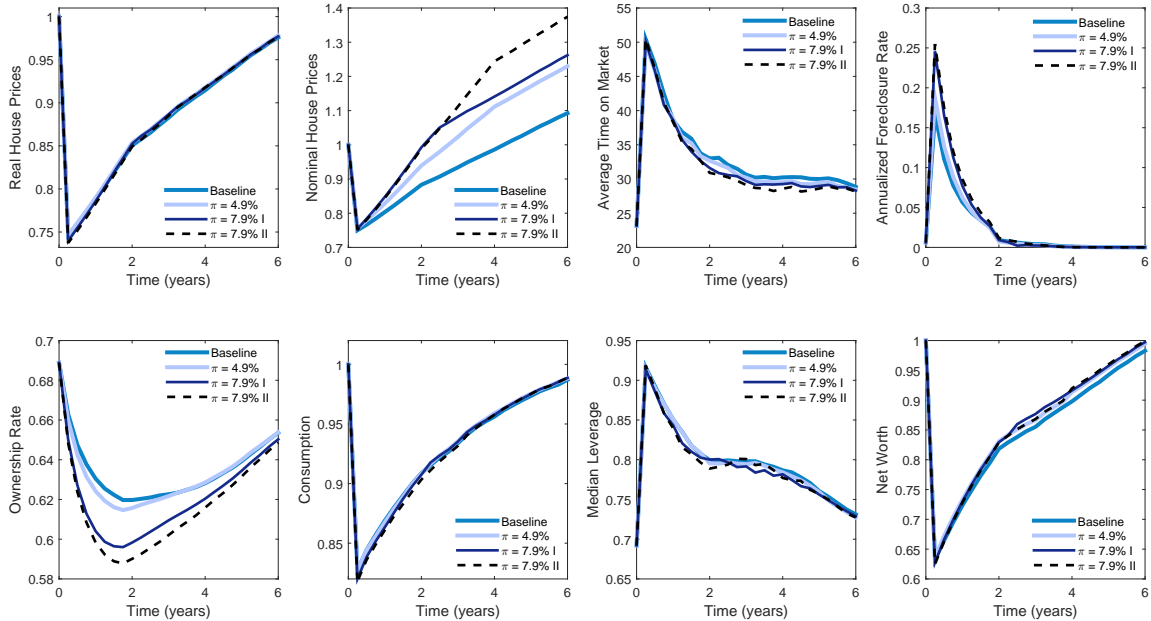 Real House Prices
1
0.95
0.9
0.85
0.8
0.75
0 2 4 6
Time (years)
Baseline
π = 4.9%
π = 7.9% I
π = 7.9% II
Nominal House Prices
1.4
1.3
1.2
1.1
1
0.9
0.8
0.7
0 2 4 6
Time (years)
Baseline
π = 4.9%
π = 7.9% I
π = 7.9% II
Average Time on Market
55
50
45
40
35
30
25
20
0 2 4 6
Time (years)
Baseline
π = 4.9%
π = 7.9% I
π = 7.9% II
Annualized Foreclosure Rate
0.3
0.25
0.2
0.15
0.1
0.05
0
0 2 4 6
Time (years)
Baseline
π = 4.9%
π = 7.9% I
π = 7.9% II
Ownership Rate
0.7
0.68
0.66
0.64
0.62
0.6
0.58
0 2 4 6
Time (years)
Baseline
π = 4.9%
π = 7.9% I
π = 7.9% II
Consumption
1
0.95
0.9
0.85
0 2 4 6
Time (years)
Baseline
π = 4.9%
π = 7.9% I
π = 7.9% II
Median Leverage
0.95
0.9
0.85
0.8
0.75
0.7
0.65
0 2 4 6
Time (years)
Baseline
π = 4.9%
π = 7.9% I
π = 7.9% II
Net Worth
1
0.95
0.9
0.85
0.8
0.75
0.7
0.65
0.6
0 2 4 6
Time (years)
Baseline
π = 4.9%
π = 7.9% I
π = 7.9% II